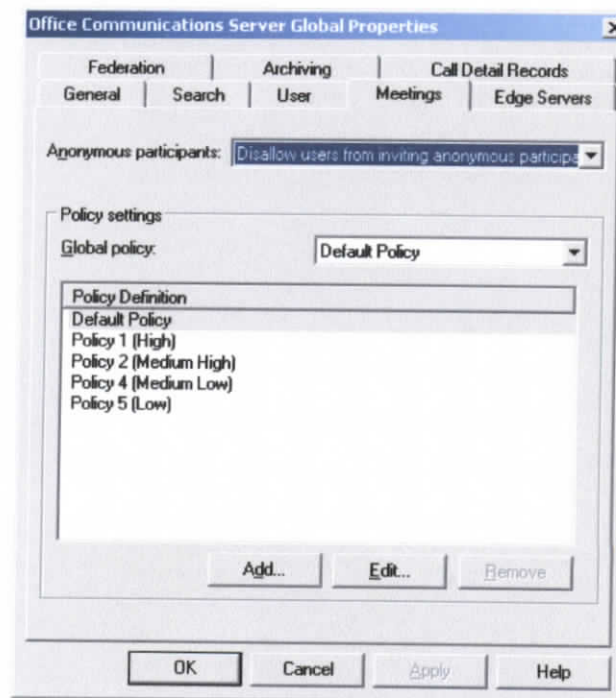 Office Communications Server Global Properties
Federation Archiving Call Detail Records
General Search User Meetings Edge Servers
Anonymous participants: Disallow users from inviting anonymous participa
Policy settings
Global policy: Default Policy
Policy Definition
Default Policy
Policy 1 (High)
Policy 2 (Medium High)
Policy 4 (Medium Low)
Policy 5 (Low)
Add... Edit... Remove
OK Cancel Apply Help